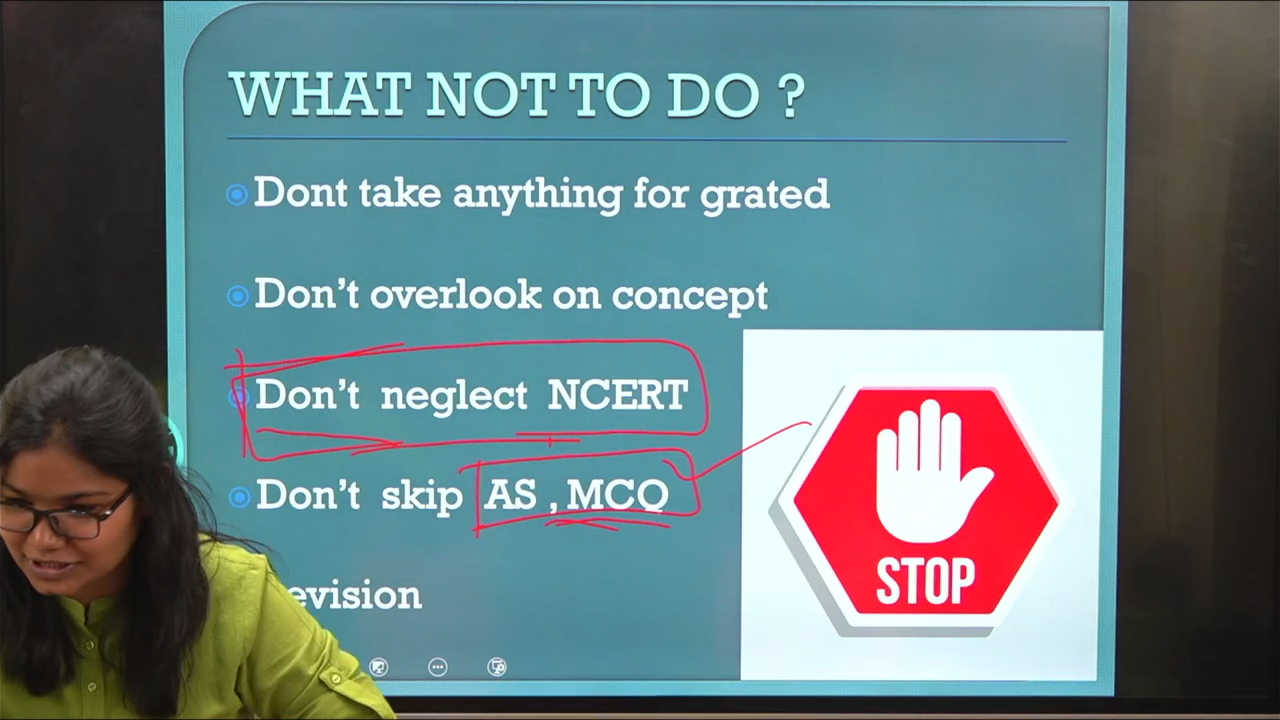 WHAT NOT TO DO ?
Dont take anything for grated
Don't overlook on concept
Don't neglect NCERT
Don't skip AS , MCQ
evision
STOP